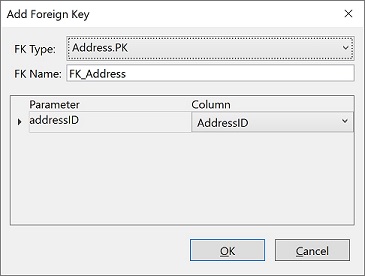 Add Foreign Key
FK Type: Address.PK
FK Name: FK_Address
Parameter Column
addressID AddressID
OK Cancel